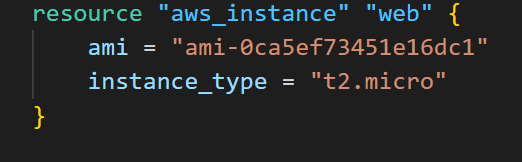 resource "aws_instance" "web" {
    ami = "ami-0ca5ef73451e16dc1"
    instance_type = "t2.micro"
}